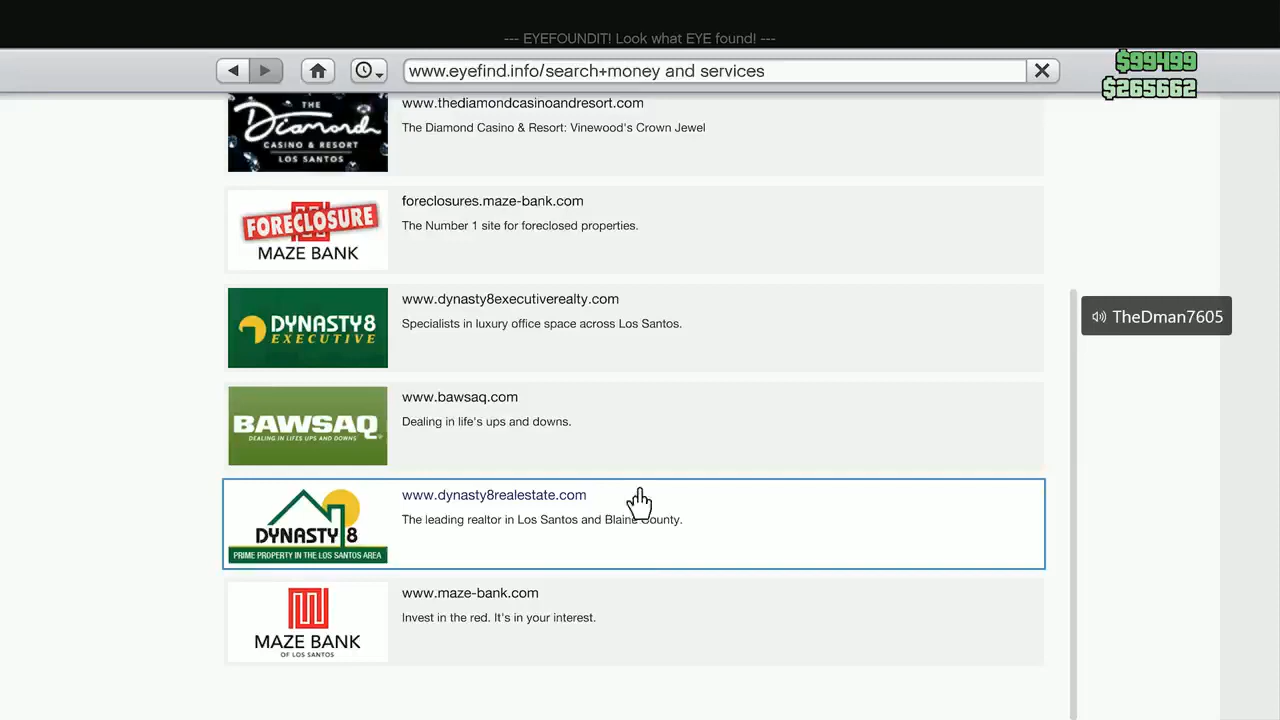 --- EYEFOUNDIT! Look what EYE found! ---
www.eyefind.info/search+money and services
$99499
$265662
THE
Diamond
CASINO & RESORT
LOS SANTOS
www.thediamondcasinoandresort.com
The Diamond Casino & Resort: Vinewood's Crown Jewel
FORECLOSURE
MAZE BANK
foreclosures.maze-bank.com
The Number 1 site for foreclosed properties.
DYNASTY8
EXECUTIVE
www.dynasty8executiverealty.com
Specialists in luxury office space across Los Santos.
TheDman7605
BAWSAQ
DEALING IN LIFES UPS AND DOWNS
www.bawsaq.com
Dealing in life's ups and downs.
DYNASTY 8
PRIME PROPERTY IN THE LOS SANTOS AREA
www.dynasty8realestate.com
The leading realtor in Los Santos and Blaine County.
MAZE BANK
OF LOS SANTOS
www.maze-bank.com
Invest in the red. It's in your interest.